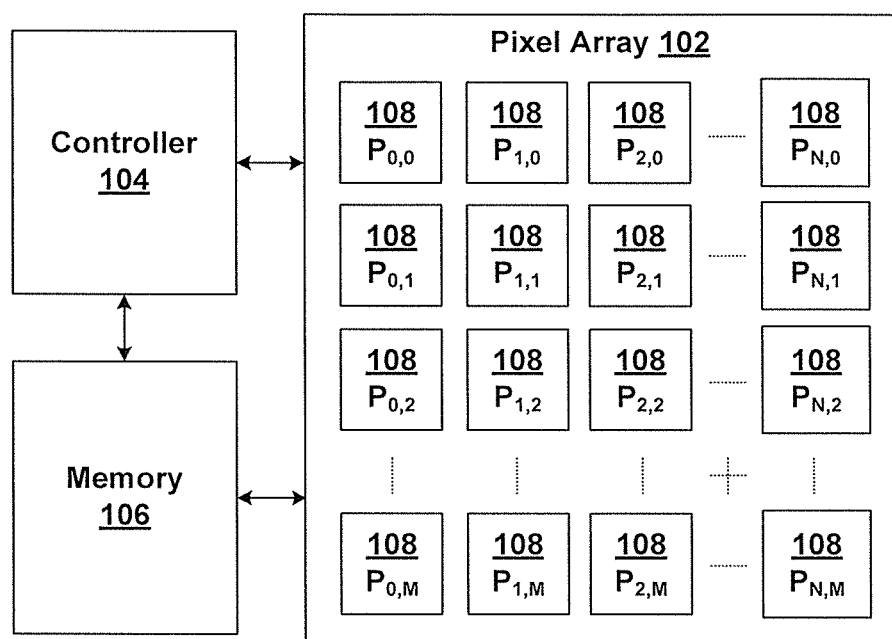 Pixel Array 102
Controller
104
108 108 108 108
P0,0 P1,0 P2,0 PN,0
108 108 108 108
P0,1 P1,1 P2,1 PN,1
108 108 108 108
P0,2 P1,2 P2,2 PN,2
Memory
106
108 108 108 108
P0,M P1,M P2,M PN,M